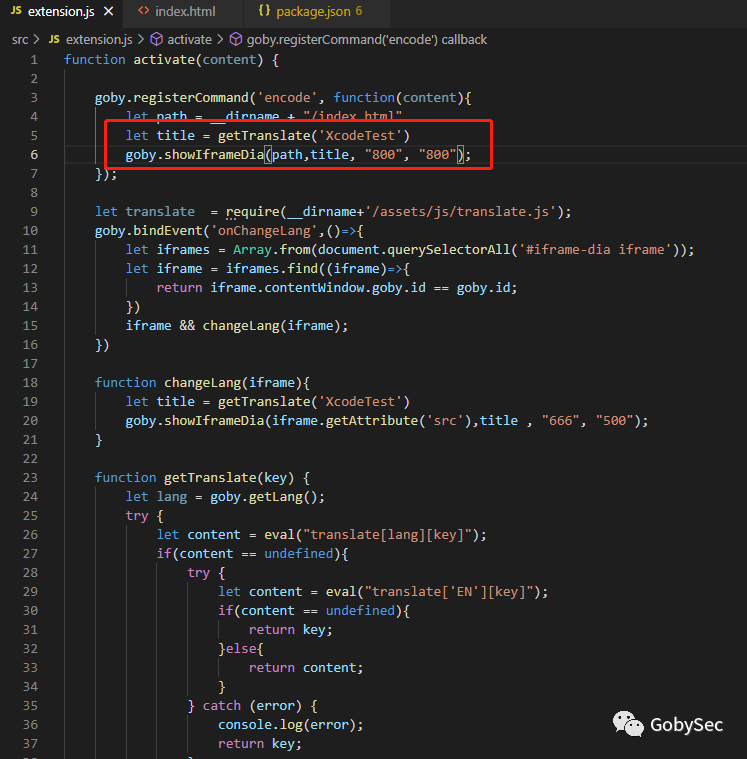 JS extension.js × <> index.html {} package.json 6
src > JS extension.js > activate > goby.registerCommand('encode') callback
1 function activate(content) {
2
3 goby.registerCommand('encode', function(content){
4 let path = __dirname + "/index.html"
5 let title = getTranslate('XcodeTest')
6 goby.showIframeDia(path,title, "800", "800");
7 });
8
9 let translate  = require(__dirname+'/assets/js/translate.js');
10 goby.bindEvent('onChangeLang',()=>{
11 let iframes = Array.from(document.querySelectorAll('#iframe-dia iframe'));
12 let iframe = iframes.find((iframe)=>{
13 return iframe.contentWindow.goby.id == goby.id;
14 })
15 iframe && changeLang(iframe);
16 })
17
18 function changeLang(iframe){
19 let title = getTranslate('XcodeTest')
20 goby.showIframeDia(iframe.getAttribute('src'),title , "666", "500");
21 }
22
23 function getTranslate(key) {
24 let lang = goby.getLang();
25 try {
26 let content = eval("translate[lang][key]");
27 if(content == undefined){
28 try {
29 let content = eval("translate['EN'][key]");
30 if(content == undefined){
31 return key;
32 }else{
33 return content;
34 }
35 } catch (error) {
36 console.log(error);
37 return key;
GobySec